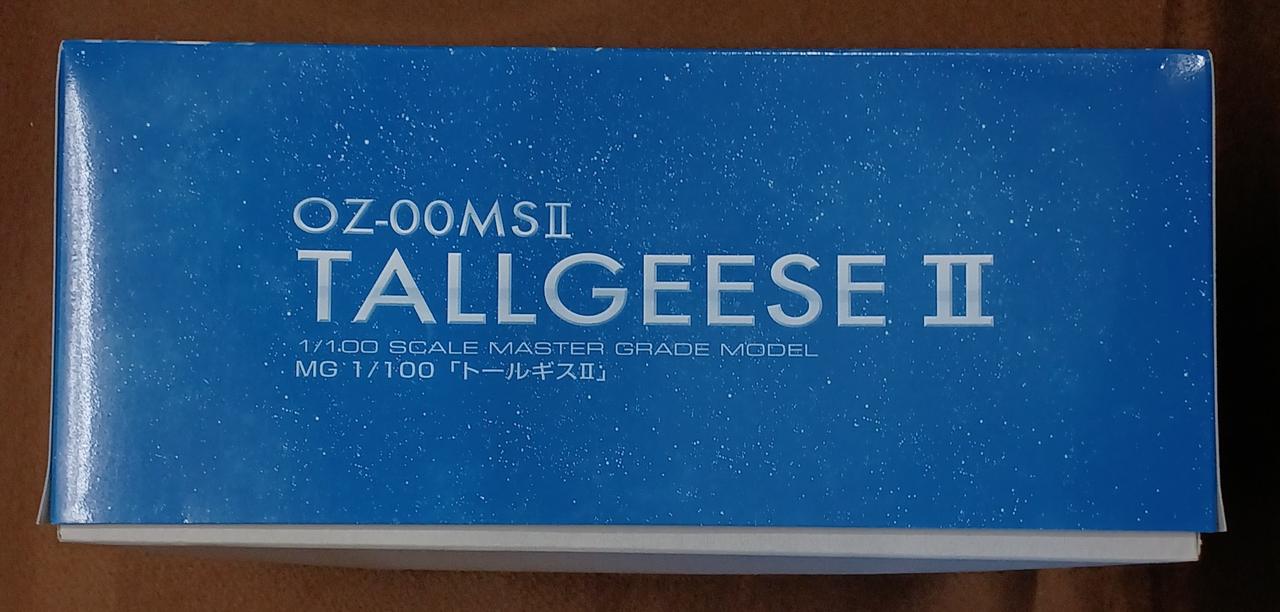 OZ-00MSⅡ
TALLGEESE Ⅱ
1/100 SCALE MASTER GRADE MODEL
MG 1/100「トールギスⅡ」